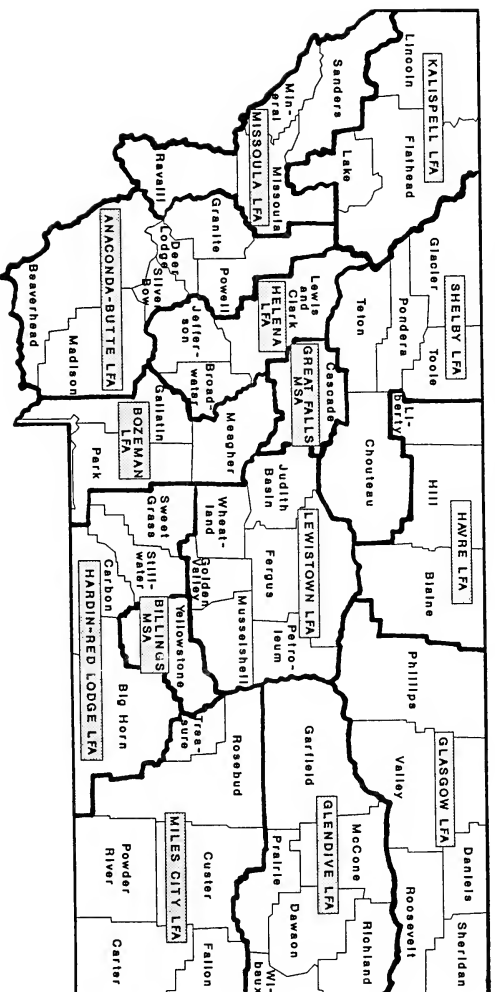 Lincoln
KALISPELL LFA
Flathead
Sanders
Min-
eral
MISSOULA LFA
Missoula
Lake
Ravalli
Glacier
SHELBY LFA
Toole
Pondera
Teton
Li-
berty
Chouteau
Hill
HAVRE LFA
Blaine
Granite
Powell
Deer
Lodge
Silver
Bow
ANACONDA-BUTTE LFA
Beaverhead
Madison
Lewis
and
Clark
HELENA
LFA
Jeffer-
son
Broad-
water
Cascade
GREAT FALLS
MSA
Meagher
Gallatin
BOZEMAN
LFA
Park
Judith
Basin
LEWISTOWN LFA
Fergus
Petro-
leum
Wheat-
land
Golden
Valley
Musselshell
Sweet
Grass
Still-
water
Carbon
Yellowstone
BILLINGS
MSA
HARDIN-RED LODGE LFA
Big Horn
Phillips
Valley
GLASGOW LFA
Daniels
Roosevelt
Sheridan
Garfield
McCone
GLENDIVE LFA
Richland
Prairie
Dawson
Wi-
baux
Trea-
sure
Rosebud
Custer
MILES CITY LFA
Fallon
Powder
River
Carter